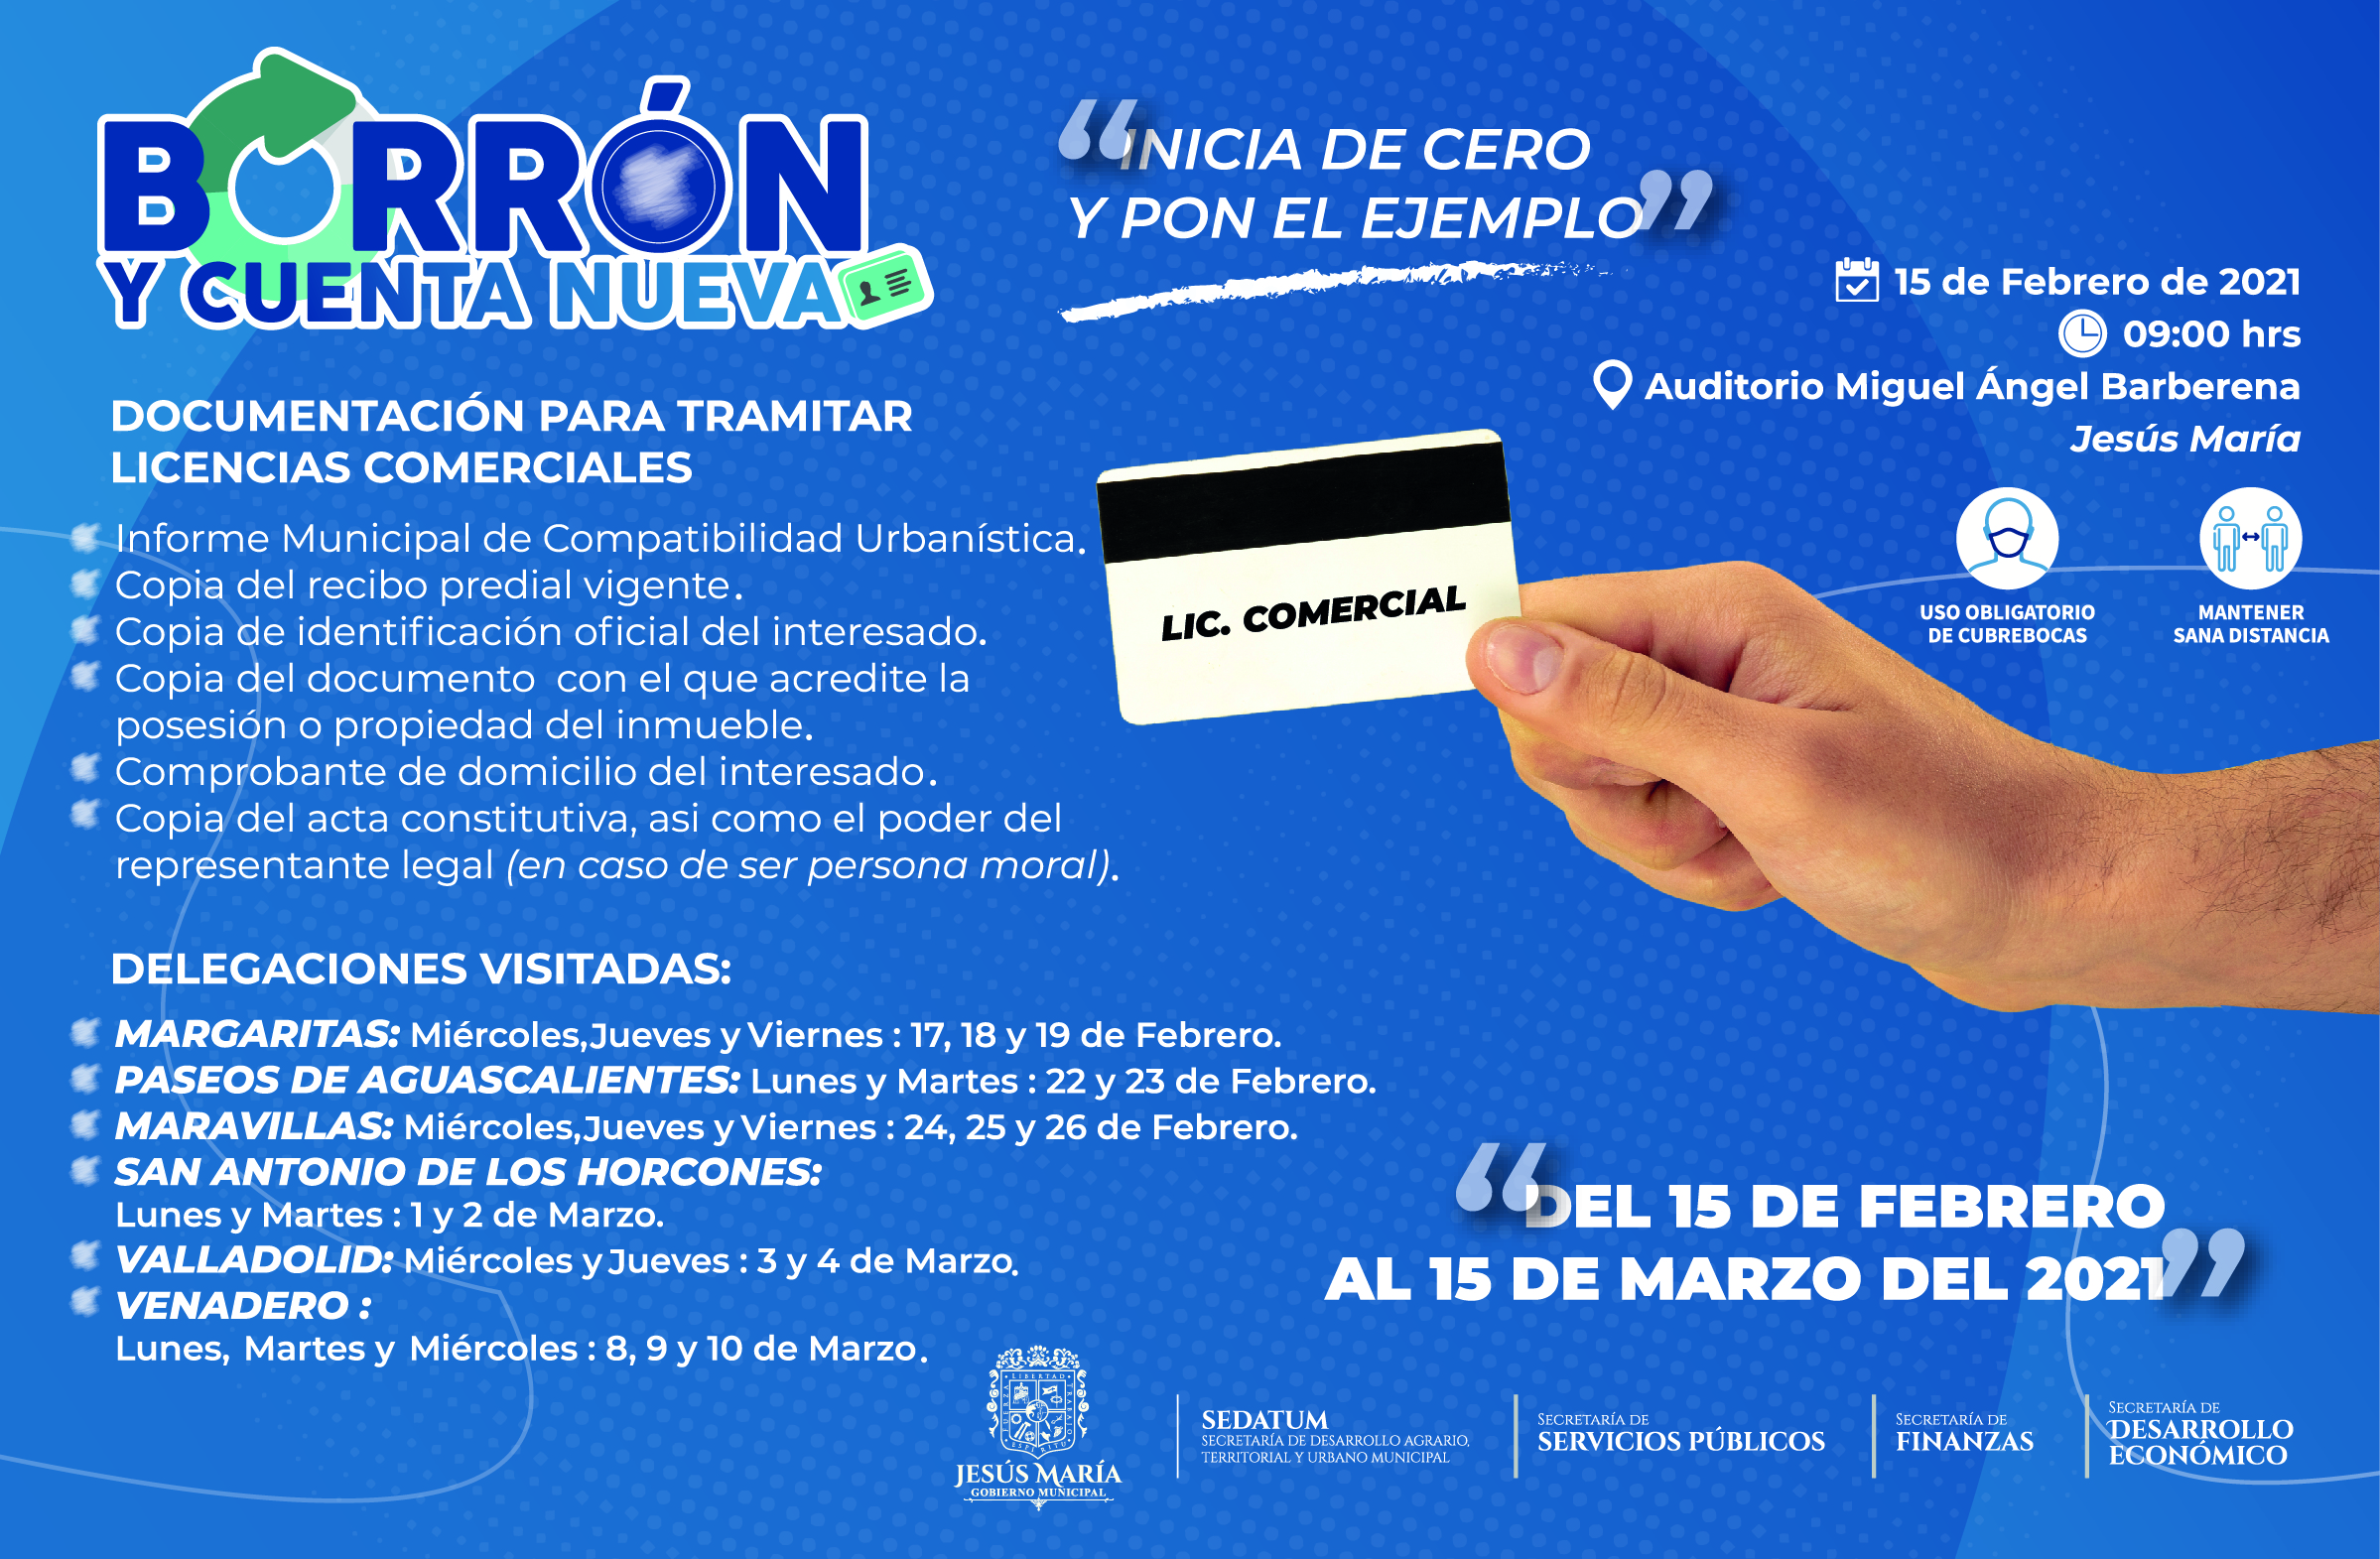 BORRÓN
Y CUENTA NUEVA
“INICIA DE CERO
Y PON EL EJEMPLO”
15 de Febrero de 2021
09:00 hrs
Auditorio Miguel Ángel Barberena
Jesús María
USO OBLIGATORIO
DE CUBREBOCAS
MANTENER
SANA DISTANCIA
DOCUMENTACIÓN PARA TRAMITAR
LICENCIAS COMERCIALES
Informe Municipal de Compatibilidad Urbanística.
Copia del recibo predial vigente.
Copia de identificación oficial del interesado.
Copia del documento con el que acredite la
posesión o propiedad del inmueble.
Comprobante de domicilio del interesado.
Copia del acta constitutiva, asi como el poder del
representante legal (en caso de ser persona moral).
LIC. COMERCIAL
DELEGACIONES VISITADAS:
MARGARITAS: Miércoles,Jueves y Viernes : 17, 18 y 19 de Febrero.
PASEOS DE AGUASCALIENTES: Lunes y Martes : 22 y 23 de Febrero.
MARAVILLAS: Miércoles,Jueves y Viernes : 24, 25 y 26 de Febrero.
SAN ANTONIO DE LOS HORCONES:
Lunes y Martes : 1 y 2 de Marzo.
VALLADOLID: Miércoles y Jueves : 3 y 4 de Marzo.
VENADERO :
Lunes, Martes y Miércoles : 8, 9 y 10 de Marzo.
“DEL 15 DE FEBRERO
AL 15 DE MARZO DEL 2021”
LIBERTAD
FUERZA
TRABAJO
ESPIRITU
JESÚS MARÍA
GOBIERNO MUNICIPAL
SEDATUM
SECRETARÍA DE DESARROLLO AGRARIO,
TERRITORIAL Y URBANO MUNICIPAL
SECRETARÍA DE
SERVICIOS PÚBLICOS
SECRETARÍA DE
FINANZAS
SECRETARÍA DE
DESARROLLO
ECONÓMICO